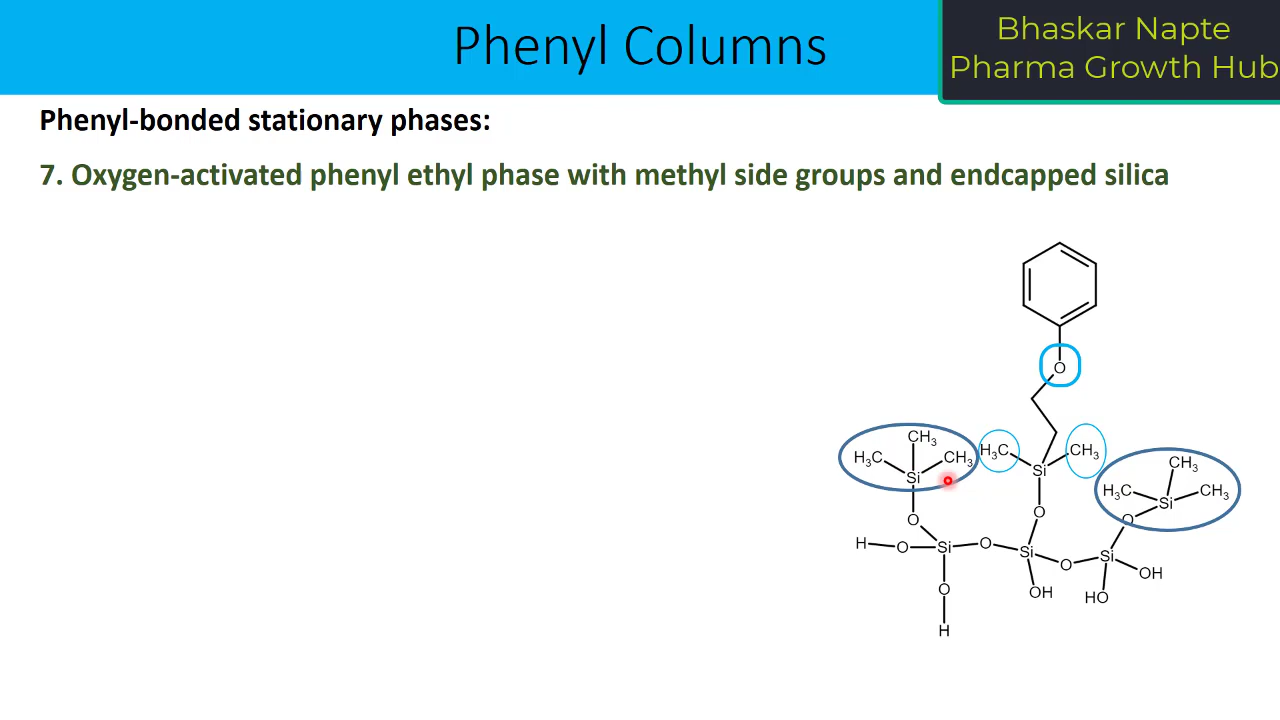 Phenyl Columns
Bhaskar Napte
Pharma Growth Hub
Phenyl-bonded stationary phases:
7. Oxygen-activated phenyl ethyl phase with methyl side groups and endcapped silica
O
CH₃
H₃C CH₃ H₃C CH₃
Si Si
CH₃
H₃C CH₃
Si
O O O
H O Si O Si O Si
OH
O OH HO
H